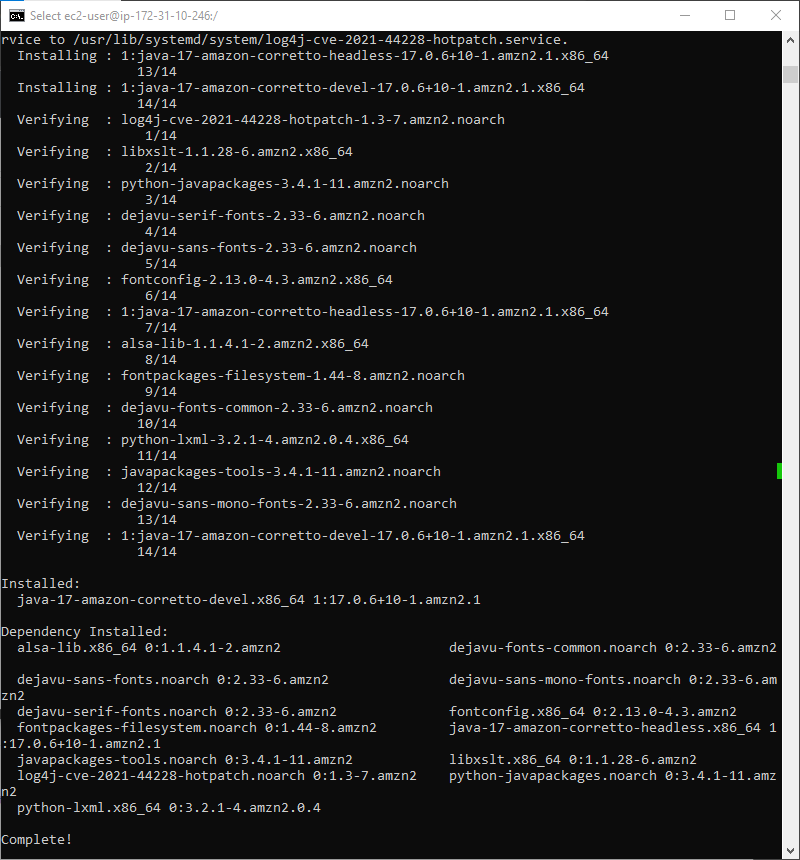 Select ec2-user@ip-172-31-10-246:/
rvice to /usr/lib/systemd/system/log4j-cve-2021-44228-hotpatch.service.
Installing : 1:java-17-amazon-corretto-headless-17.0.6+10-1.amzn2.1.x86_64
13/14
Installing : 1:java-17-amazon-corretto-devel-17.0.6+10-1.amzn2.1.x86_64
14/14
Verifying  : log4j-cve-2021-44228-hotpatch-1.3-7.amzn2.noarch
1/14
Verifying  : libxslt-1.1.28-6.amzn2.x86_64
2/14
Verifying  : python-javapackages-3.4.1-11.amzn2.noarch
3/14
Verifying  : dejavu-serif-fonts-2.33-6.amzn2.noarch
4/14
Verifying  : dejavu-sans-fonts-2.33-6.amzn2.noarch
5/14
Verifying  : fontconfig-2.13.0-4.3.amzn2.x86_64
6/14
Verifying  : 1:java-17-amazon-corretto-headless-17.0.6+10-1.amzn2.1.x86_64
7/14
Verifying  : alsa-lib-1.1.4.1-2.amzn2.x86_64
8/14
Verifying  : fontpackages-filesystem-1.44-8.amzn2.noarch
9/14
Verifying  : dejavu-fonts-common-2.33-6.amzn2.noarch
10/14
Verifying  : python-lxml-3.2.1-4.amzn2.0.4.x86_64
11/14
Verifying  : javapackages-tools-3.4.1-11.amzn2.noarch
12/14
Verifying  : dejavu-sans-mono-fonts-2.33-6.amzn2.noarch
13/14
Verifying  : 1:java-17-amazon-corretto-devel-17.0.6+10-1.amzn2.1.x86_64
14/14
Installed:
java-17-amazon-corretto-devel.x86_64 1:17.0.6+10-1.amzn2.1
Dependency Installed:
alsa-lib.x86_64 0:1.1.4.1-2.amzn2 dejavu-fonts-common.noarch 0:2.33-6.amzn2
dejavu-sans-fonts.noarch 0:2.33-6.amzn2 dejavu-sans-mono-fonts.noarch 0:2.33-6.am
zn2
dejavu-serif-fonts.noarch 0:2.33-6.amzn2 fontconfig.x86_64 0:2.13.0-4.3.amzn2
fontpackages-filesystem.noarch 0:1.44-8.amzn2 java-17-amazon-corretto-headless.x86_64 1
:17.0.6+10-1.amzn2.1
javapackages-tools.noarch 0:3.4.1-11.amzn2 libxslt.x86_64 0:1.1.28-6.amzn2
log4j-cve-2021-44228-hotpatch.noarch 0:1.3-7.amzn2 python-javapackages.noarch 0:3.4.1-11.amz
n2
python-lxml.x86_64 0:3.2.1-4.amzn2.0.4
Complete!